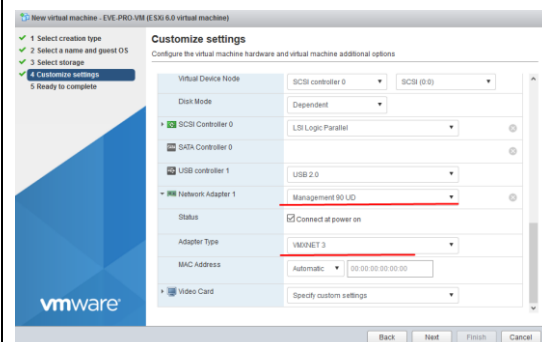 New virtual machine - EVE-PRO-VM (ESXi 6.0 virtual machine)
1 Select creation type
2 Select a name and guest OS
3 Select storage
4 Customize settings
5 Ready to complete
Customize settings
Configure the virtual machine hardware and virtual machine additional options
Virtual Device Node SCSI controller 0 SCSI (0:0)
Disk Mode Dependent
SCSI Controller 0 LSI Logic Parallel
SATA Controller 0
USB controller 1 USB 2.0
Network Adapter 1 Management 90 UD
Status Connect at power on
Adapter Type VMXNET 3
MAC Address Automatic 00:00:00:00:00:00
Video Card Specify custom settings
vmware
Back Next Finish Cancel